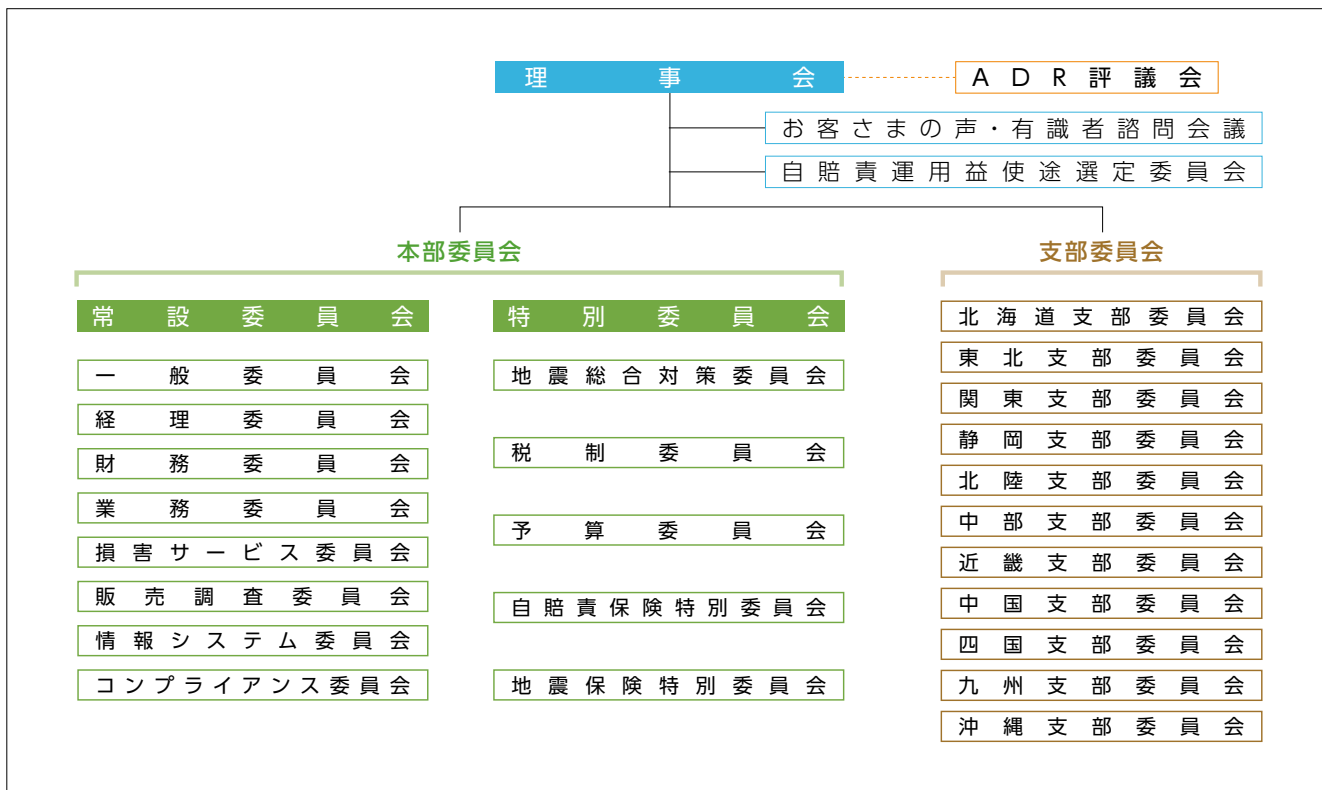 理事会
ADR評議会
お客さまの声・有識者諮問会議
自賠責運用益使途選定委員会
本部委員会
支部委員会
常設委員会
一般委員会
経理委員会
財務委員会
業務委員会
損害サービス委員会
販売調査委員会
情報システム委員会
コンプライアンス委員会
特別委員会
地震総合対策委員会
税制委員会
予算委員会
自賠責保険特別委員会
地震保険特別委員会
北海道支部委員会
東北支部委員会
関東支部委員会
静岡支部委員会
北陸支部委員会
中部支部委員会
近畿支部委員会
中国支部委員会
四国支部委員会
九州支部委員会
沖縄支部委員会